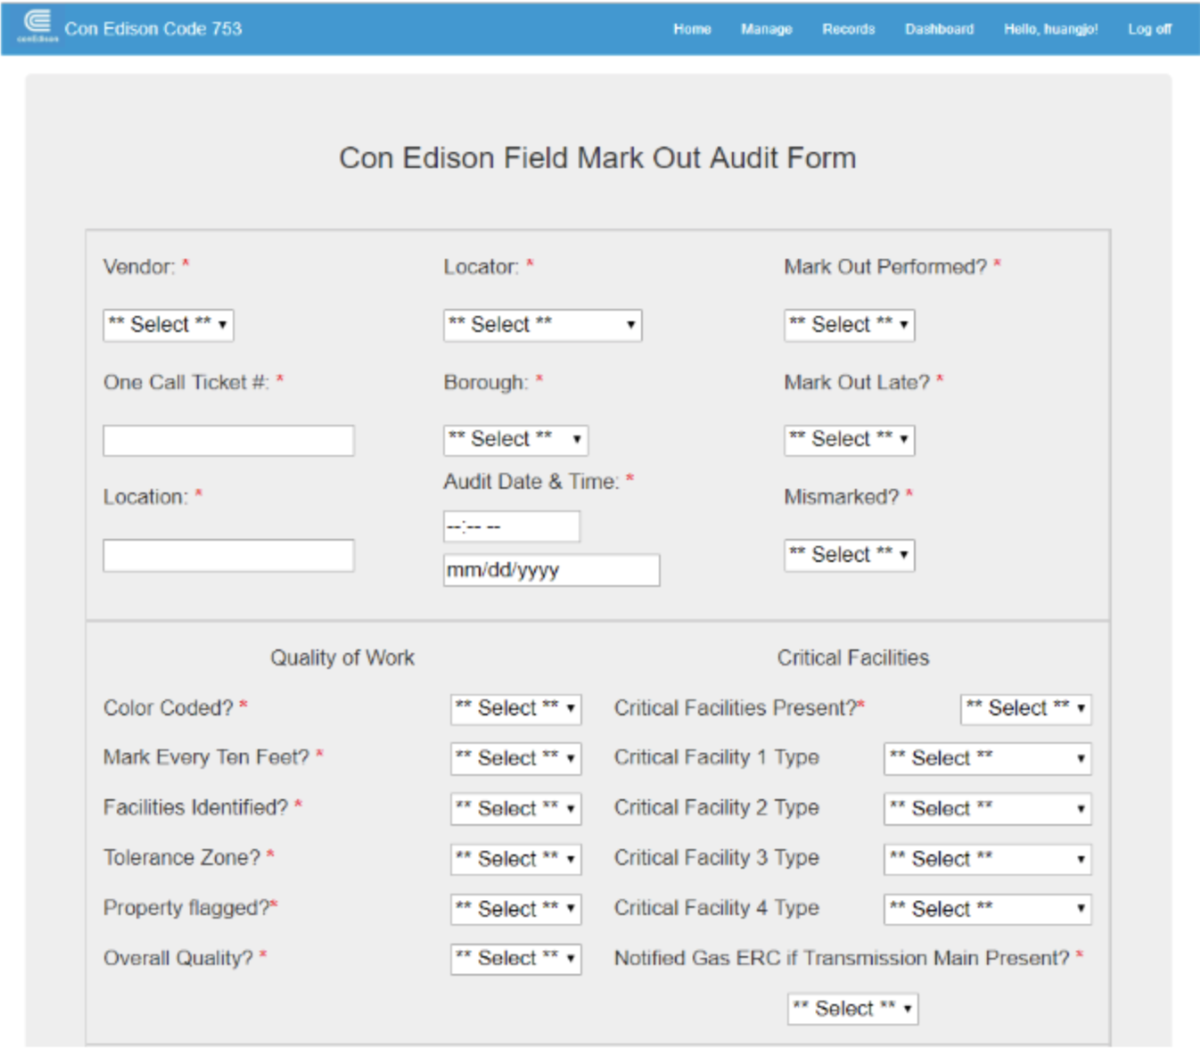 conEdison
Con Edison Code 753 Home Manage Records Dashboard Hello, huangjo! Log off
Con Edison Field Mark Out Audit Form
Vendor: * Locator: * Mark Out Performed? *
** Select ** ** Select ** ** Select **
One Call Ticket #: * Borough: * Mark Out Late? *
** Select ** ** Select **
Audit Date & Time: *
Location: * Mismarked? *
--:-- --
** Select **
mm/dd/yyyy
Quality of Work Critical Facilities
Color Coded? * ** Select ** Critical Facilities Present?* ** Select **
Mark Every Ten Feet? * ** Select ** Critical Facility 1 Type ** Select **
Facilities Identified? * ** Select ** Critical Facility 2 Type ** Select **
Tolerance Zone? * ** Select ** Critical Facility 3 Type ** Select **
Property flagged?* ** Select ** Critical Facility 4 Type ** Select **
Overall Quality? * ** Select ** Notified Gas ERC if Transmission Main Present? *
** Select **